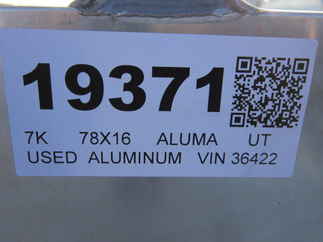 19371
7K 78X16 ALUMA UT
USED ALUMINUM VIN 36422